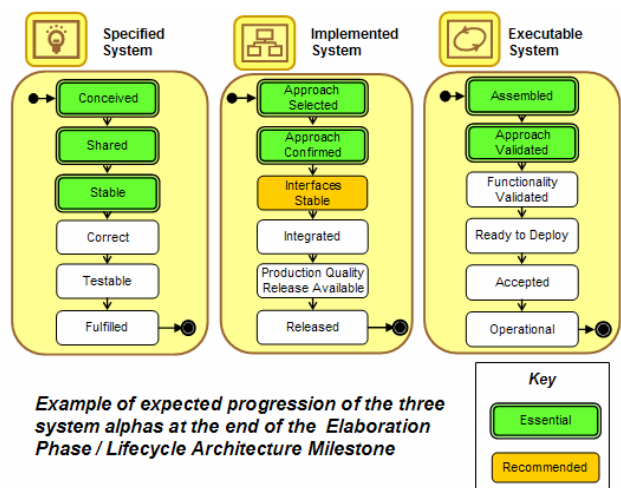 Specified
System
Conceived
Shared
Stable
Correct
Testable
Fulfilled
Implemented
System
Approach
Selected
Approach
Confirmed
Interfaces
Stable
Integrated
Production Quality
Release Available
Released
Executable
System
Assembled
Approach
Validated
Functionality
Validated
Ready to Deploy
Accepted
Operational
Example of expected progression of the three
system alphas at the end of the Elaboration
Phase / Lifecycle Architecture Milestone
Key
Essential
Recommended